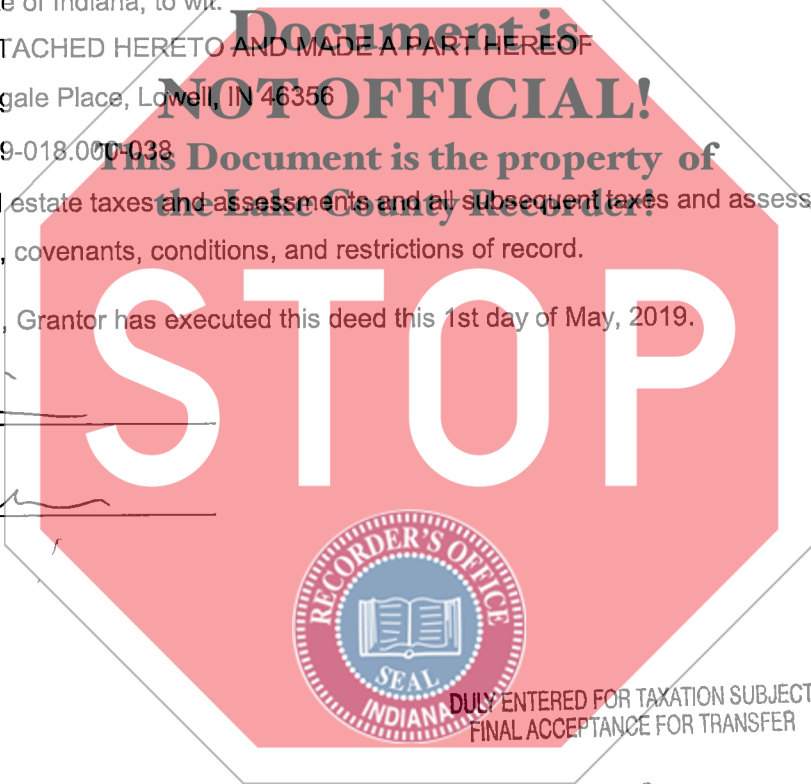 e of Indiana, to wit:
Document is
TACHED HERETO AND MADE A PART HEREOF
gale Place, Lowell, IN 46356
NOT OFFICIAL!
9-018.000-038
This Document is the property of
estate taxes and assessments and all subsequent taxes and assess
the Lake County Recorder!
, covenants, conditions, and restrictions of record.
, Grantor has executed this deed this 1st day of May, 2019.
STOP
RECORDER'S OFFICE
SEAL
INDIANA
DULY ENTERED FOR TAXATION SUBJECT
FINAL ACCEPTANCE FOR TRANSFER